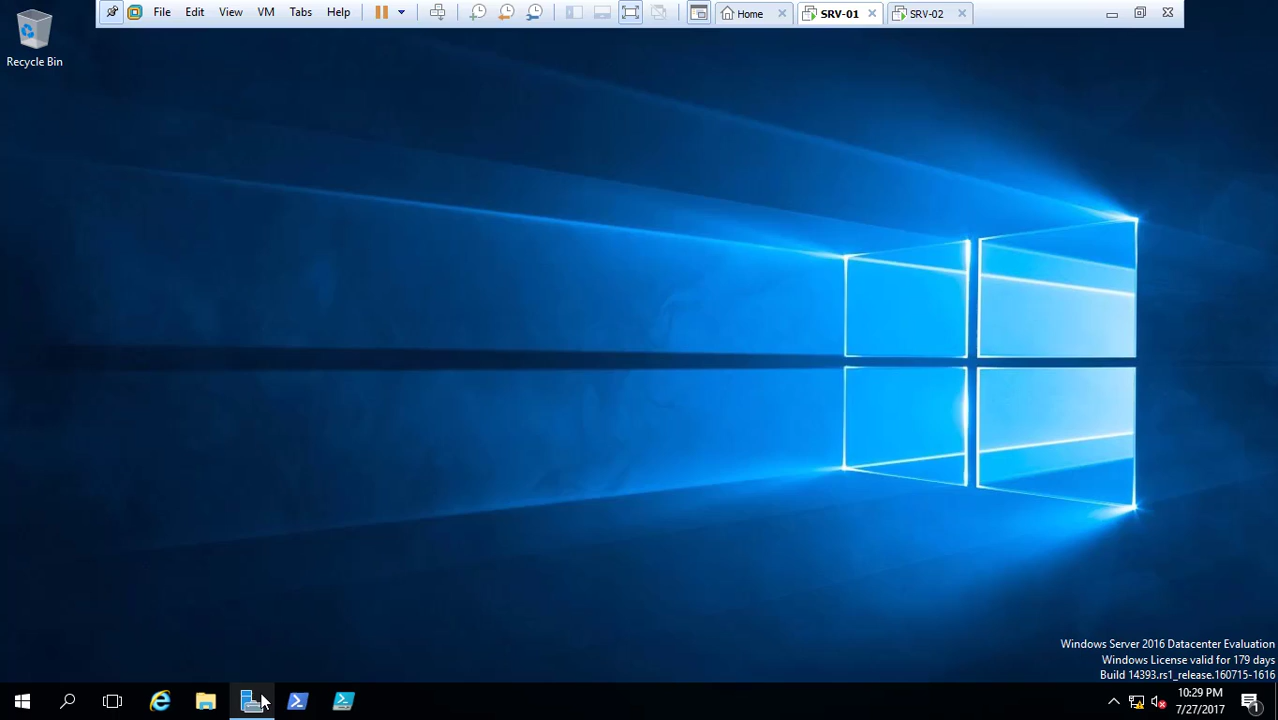 File Edit View VM Tabs Help
Home SRV-01 SRV-02
Recycle Bin
Windows Server 2016 Datacenter Evaluation
Windows License valid for 179 days
Build 14393.rs1_release.160715-1616
10:29 PM
7/27/2017
1